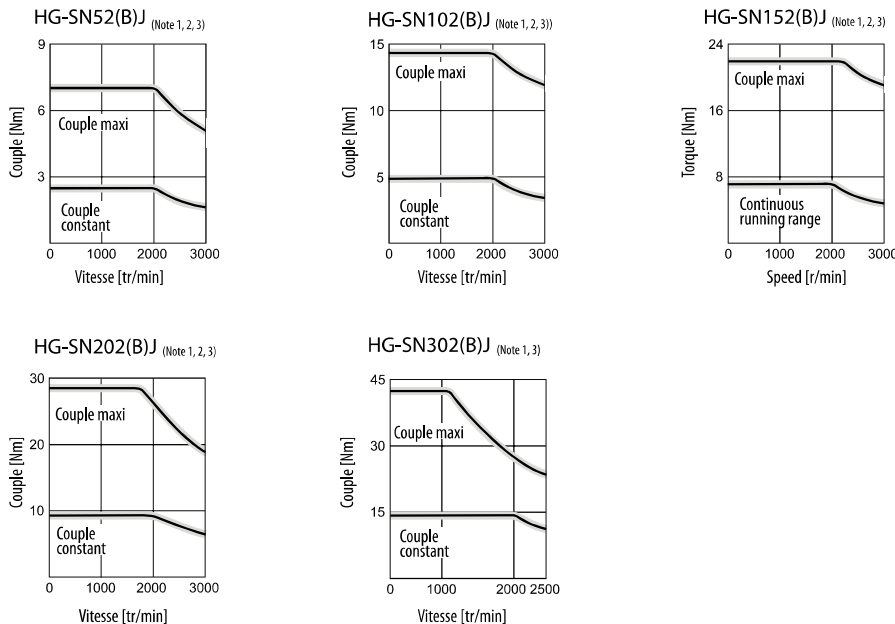 HG-SN52(B)J (Note 1, 2, 3)
9
6
3
0
Couple [Nm]
Couple maxi
Couple
constant
0 1000 2000 3000
Vitesse [tr/min]
HG-SN102(B)J (Note 1, 2, 3))
15
10
5
0
Couple [Nm]
Couple maxi
Couple
constant
0 1000 2000 3000
Vitesse [tr/min]
HG-SN152(B)J (Note 1, 2, 3)
24
16
8
Torque [Nm]
Couple maxi
Continuous
running range
0 1000 2000 3000
Speed [r/min]
HG-SN202(B)J (Note 1, 2, 3)
30
20
10
Couple [Nm]
Couple maxi
Couple
constant
0 1000 2000 3000
Vitesse [tr/min]
HG-SN302(B)J (Note 1, 3)
45
30
15
Couple [Nm]
Couple maxi
Couple
constant
0 1000 2000 2500
Vitesse [tr/min]